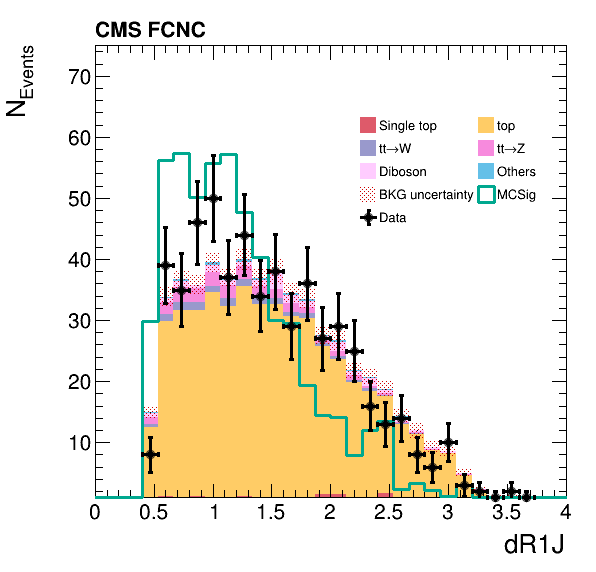 CMS FCNC
N_Events
70
60
50
40
30
20
10
Single top
top
tt→W
tt→Z
Diboson
Others
BKG uncertainty
MCSig
Data
0 0.5 1 1.5 2 2.5 3 3.5 4
dR1J